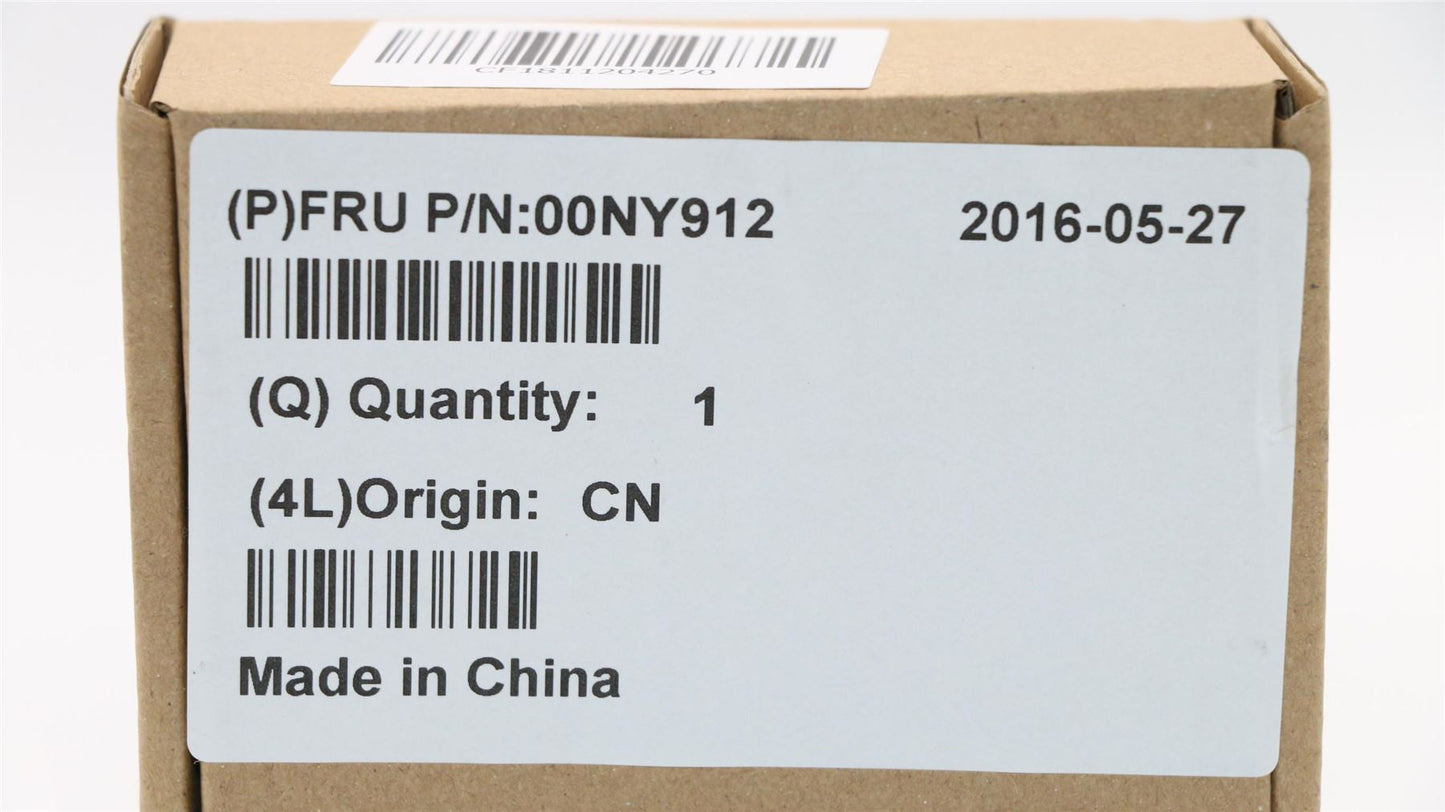 CF1811204270
(P)FRU P/N:00NY912 2016-05-27
(Q) Quantity: 1
(4L)Origin: CN
Made in China